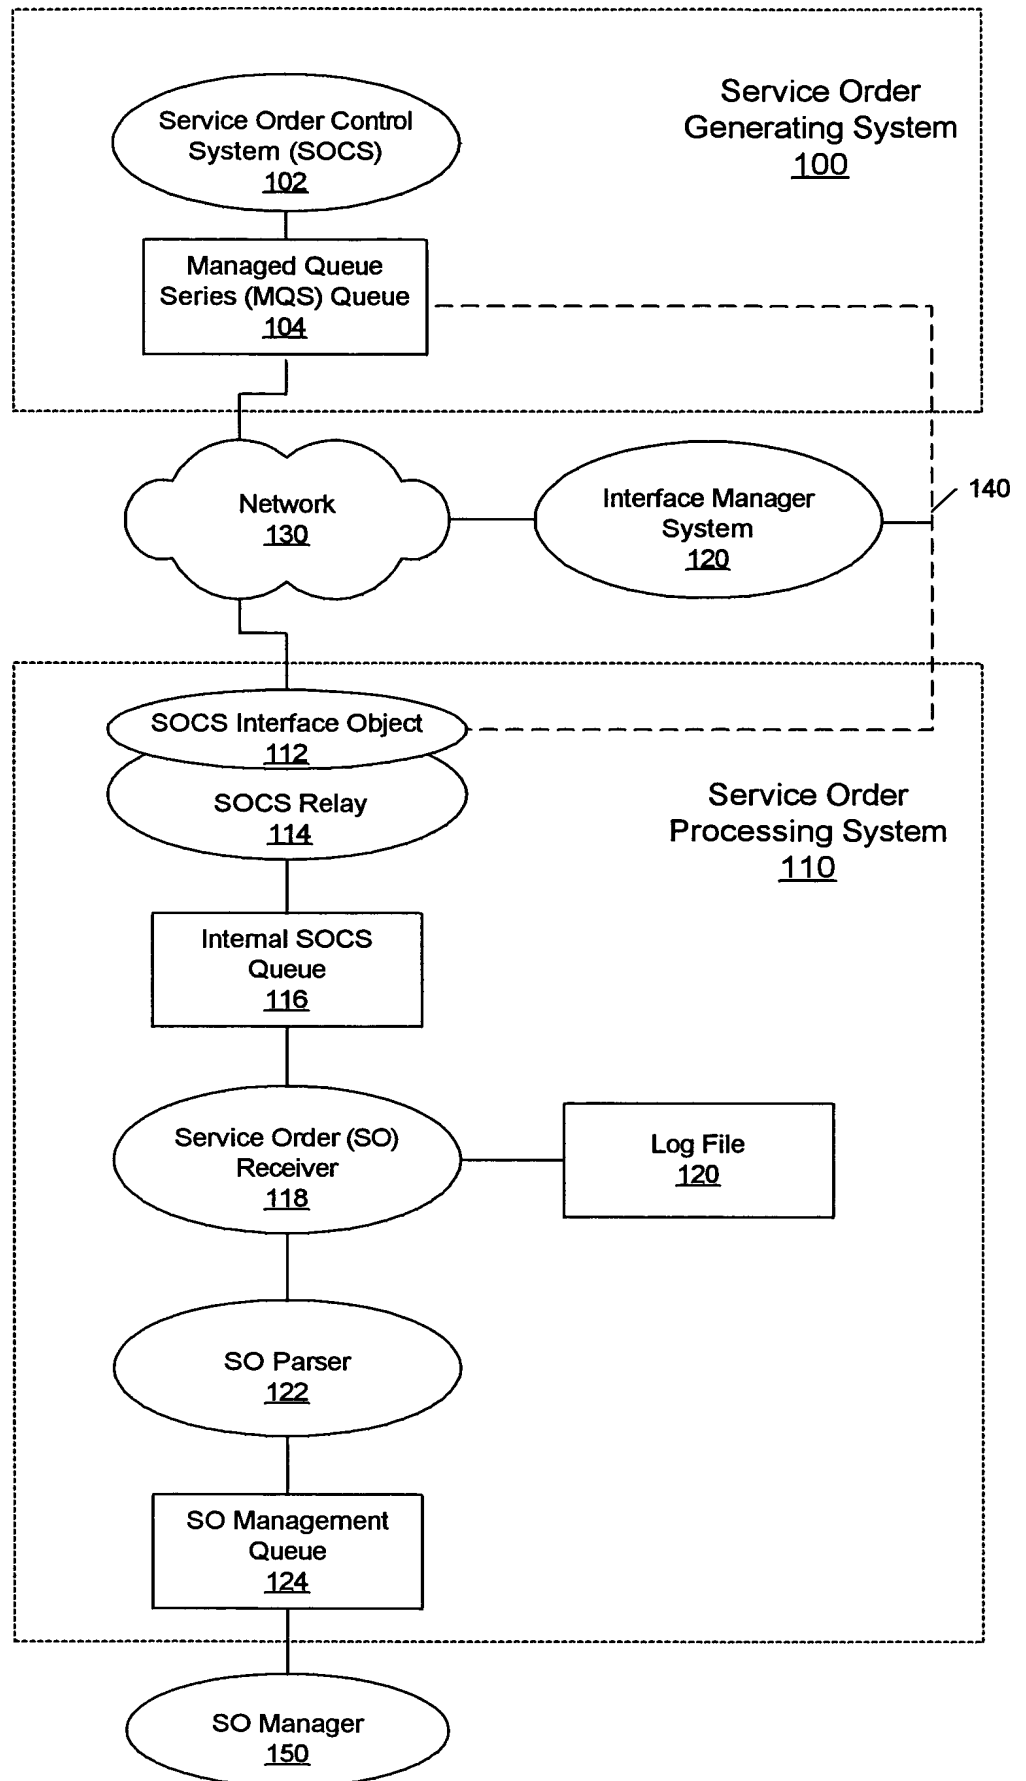 Service Order
Generating System
100
Service Order Control
System (SOCS)
102
Managed Queue
Series (MQS) Queue
104
Network
130
Interface Manager
System
120
140
SOCS Interface Object
112
SOCS Relay
114
Service Order
Processing System
110
Internal SOCS
Queue
116
Service Order (SO)
Receiver
118
Log File
120
SO Parser
122
SO Management
Queue
124
SO Manager
150